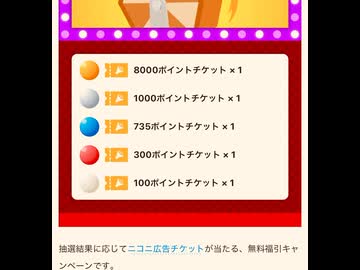 8000ポイントチケット × 1
1000ポイントチケット × 1
735ポイントチケット × 1
300ポイントチケット × 1
100ポイントチケット × 1
抽選結果に応じてニコニ広告チケットが当たる、無料福引キャ
ンペーンです。